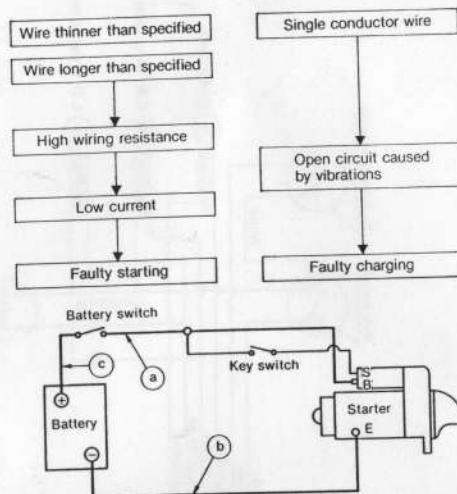 Wire thinner than specified
Wire longer than specified
High wiring resistance
Low current
Faulty starting
Single conductor wire
Open circuit caused
by vibrations
Faulty charging
Battery switch
c
a
Key switch
S
B
Starter
E
+
Battery
−
b